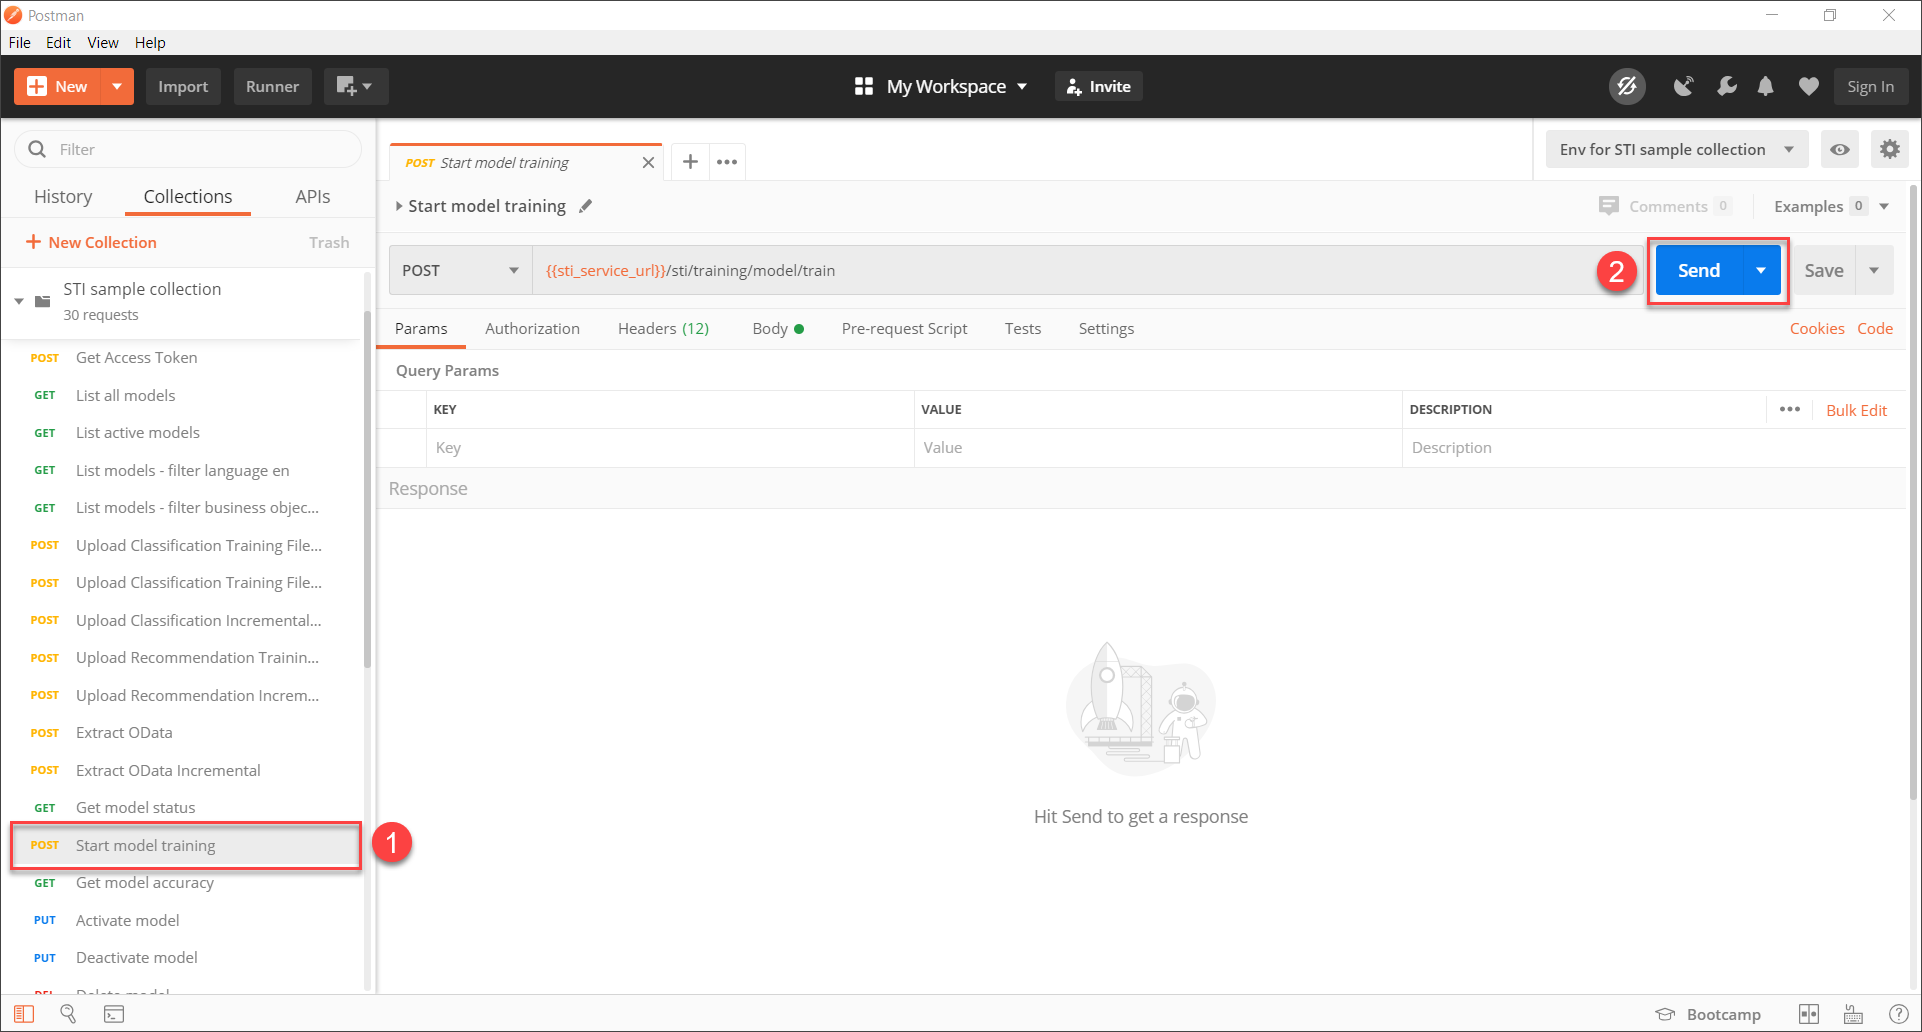 Postman
File Edit View Help
New Import Runner My Workspace Invite Sign In
Filter
History Collections APIs
New Collection Trash
STI sample collection
30 requests
POST Get Access Token
GET List all models
GET List active models
GET List models - filter language en
GET List models - filter business objec...
POST Upload Classification Training File...
POST Upload Classification Training File...
POST Upload Classification Incremental...
POST Upload Recommendation Trainin...
POST Upload Recommendation Increm...
POST Extract OData
POST Extract OData Incremental
GET Get model status
POST Start model training
1
GET Get model accuracy
PUT Activate model
PUT Deactivate model
DEL Delete model
POST Start model training
Env for STI sample collection
Start model training
Comments 0 Examples 0
POST {{sti_service_url}}/sti/training/model/train
2
Send Save
Params Authorization Headers (12) Body Pre-request Script Tests Settings Cookies Code
Query Params
KEY VALUE DESCRIPTION Bulk Edit
Key Value Description
Response
Hit Send to get a response
Bootcamp